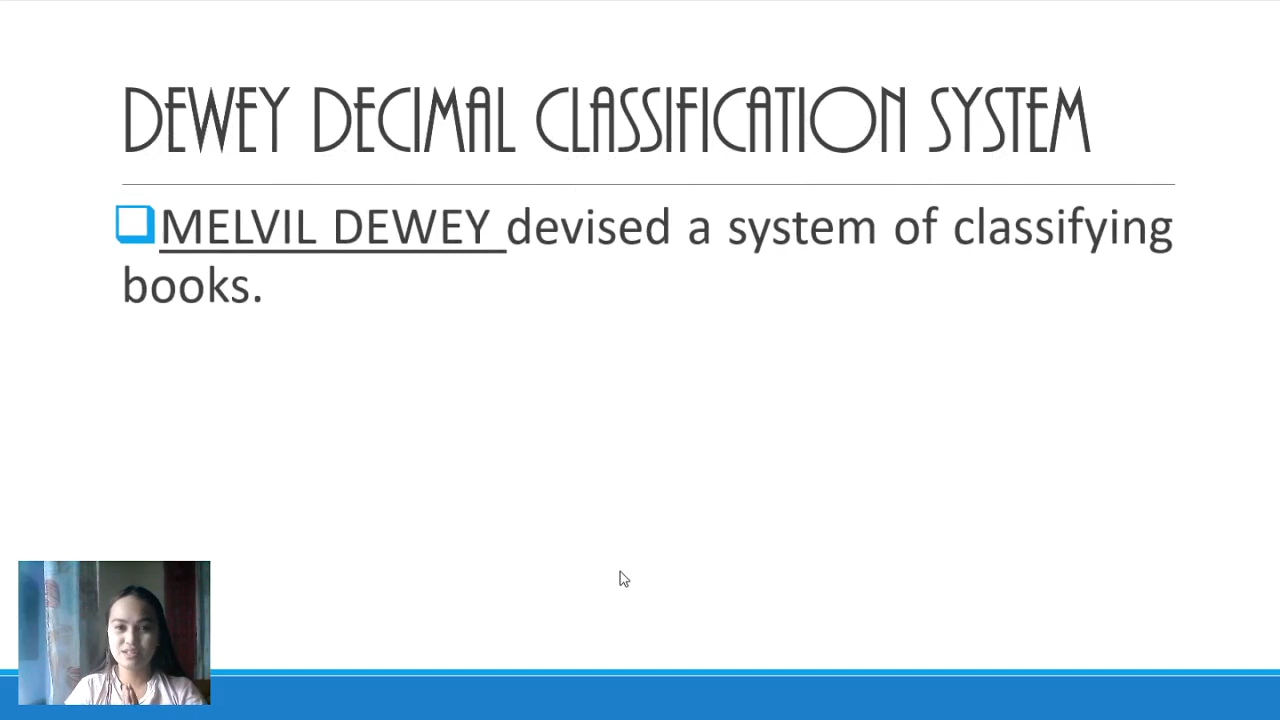 DEWEY DECIMAL CLASSIFICATION SYSTEM
MELVIL DEWEY devised a system of classifying
books.